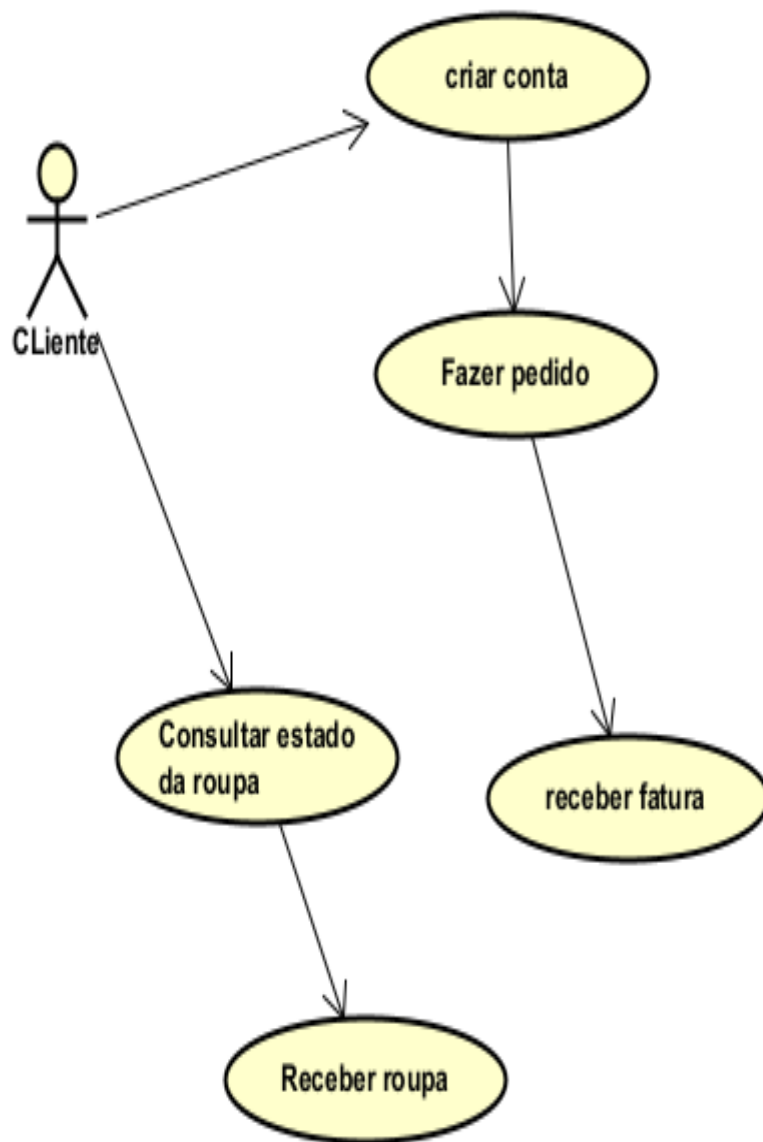 criar conta
CLiente
Fazer pedido
Consultar estado
da roupa
receber fatura
Receber roupa